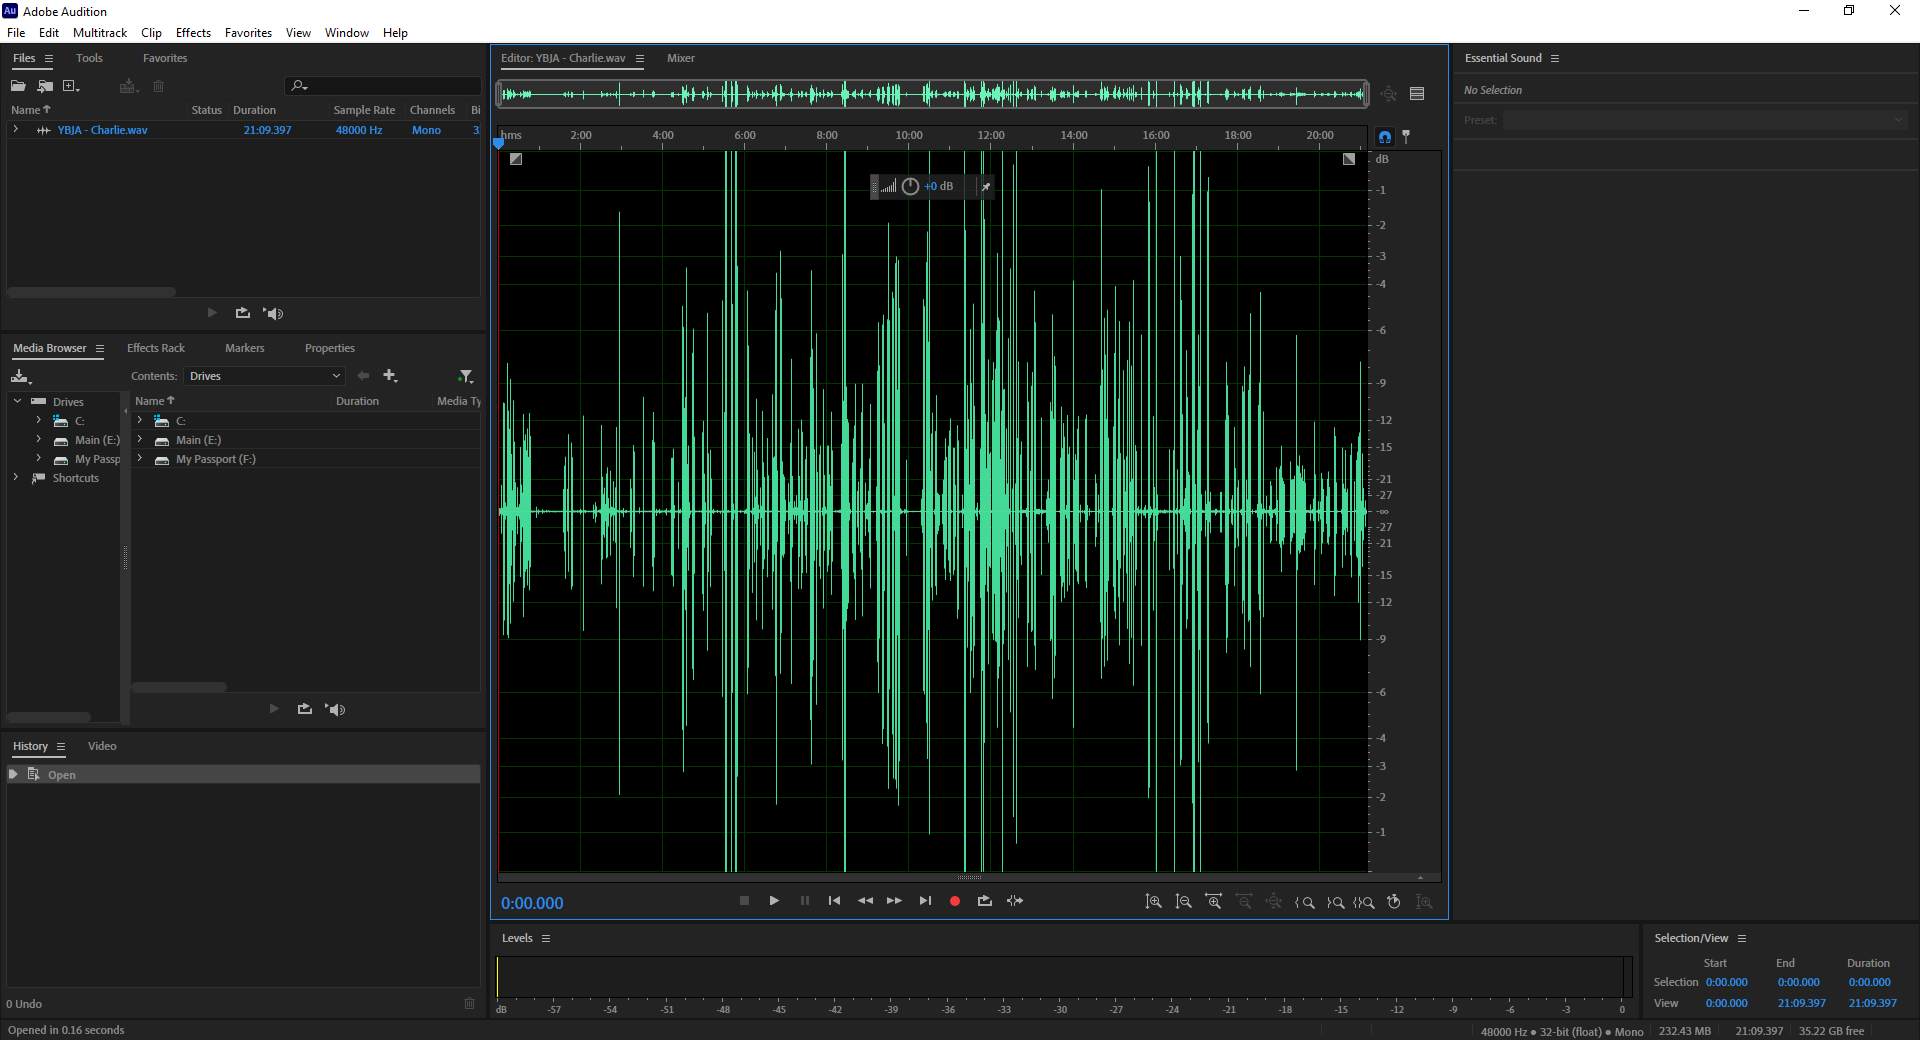 Au Adobe Audition
File Edit Multitrack Clip Effects Favorites View Window Help
Files Tools Favorites
Name Status Duration Sample Rate Channels Bi
YBJA - Charlie.wav 21:09.397 48000 Hz Mono 3
Media Browser Effects Rack Markers Properties
Contents: Drives
Drives
C:
Main (E:)
My Passp
Shortcuts
Name Duration Media Ty
C:
Main (E:)
My Passport (F:)
History Video
Open
0 Undo
Opened in 0.16 seconds
Editor: YBJA - Charlie.wav Mixer
hms 2:00 4:00 6:00 8:00 10:00 12:00 14:00 16:00 18:00 20:00
+0 dB
dB
-1
-2
-3
-4
-6
-9
-12
-15
-21
-27
-∞
-27
-21
-15
-12
-9
-6
-4
-3
-2
-1
0:00.000
Levels
dB -57 -54 -51 -48 -45 -42 -39 -36 -33 -30 -27 -24 -21 -18 -15 -12 -9 -6 -3 0
Essential Sound
No Selection
Preset:
Selection/View
Start End Duration
Selection 0:00.000 0:00.000 0:00.000
View 0:00.000 21:09.397 21:09.397
48000 Hz ● 32-bit (float) ● Mono 232.43 MB 21:09.397 35.22 GB free